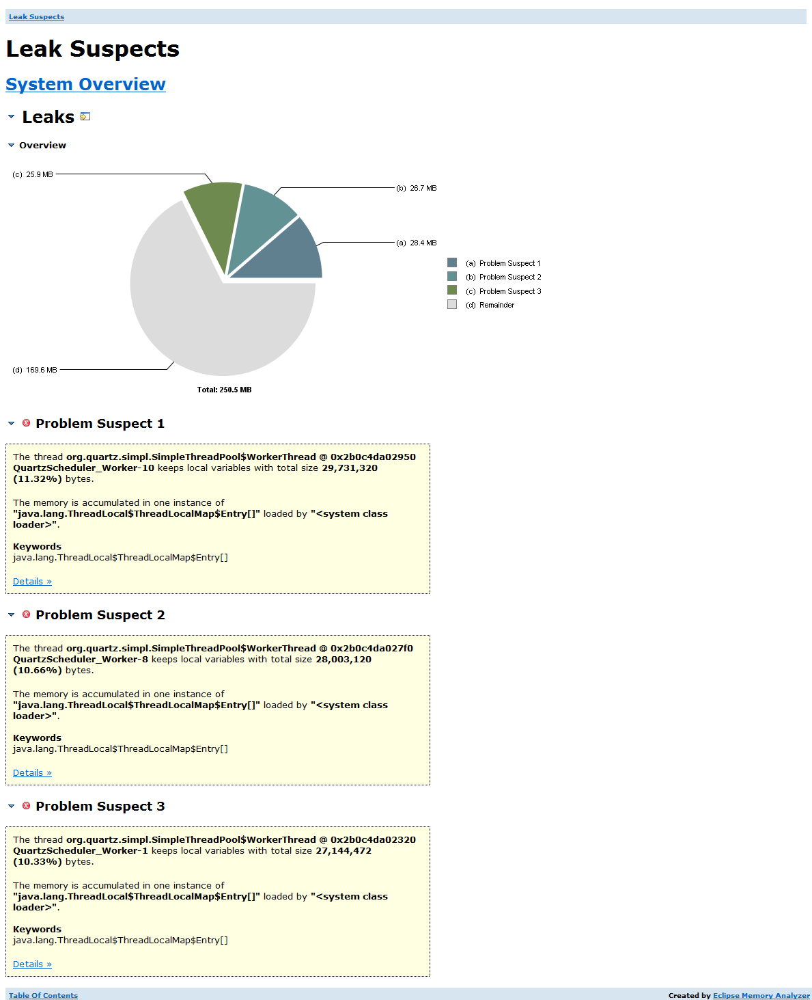 Leak Suspects
Leak Suspects
System Overview
Leaks
Overview
(c) 25.9 MB
(b) 26.7 MB
(a) 28.4 MB
(a) Problem Suspect 1
(b) Problem Suspect 2
(c) Problem Suspect 3
(d) Remainder
(d) 169.6 MB
Total: 250.5 MB
Problem Suspect 1
The thread org.quartz.simpl.SimpleThreadPool$WorkerThread @ 0x2b0c4da02950
QuartzScheduler_Worker-10 keeps local variables with total size 29,731,320
(11.32%) bytes.
The memory is accumulated in one instance of
"java.lang.ThreadLocal$ThreadLocalMap$Entry[]" loaded by "<system class
loader>".
Keywords
java.lang.ThreadLocal$ThreadLocalMap$Entry[]
Details »
Problem Suspect 2
The thread org.quartz.simpl.SimpleThreadPool$WorkerThread @ 0x2b0c4da027f0
QuartzScheduler_Worker-8 keeps local variables with total size 28,003,120
(10.66%) bytes.
The memory is accumulated in one instance of
"java.lang.ThreadLocal$ThreadLocalMap$Entry[]" loaded by "<system class
loader>".
Keywords
java.lang.ThreadLocal$ThreadLocalMap$Entry[]
Details »
Problem Suspect 3
The thread org.quartz.simpl.SimpleThreadPool$WorkerThread @ 0x2b0c4da02320
QuartzScheduler_Worker-1 keeps local variables with total size 27,144,472
(10.33%) bytes.
The memory is accumulated in one instance of
"java.lang.ThreadLocal$ThreadLocalMap$Entry[]" loaded by "<system class
loader>".
Keywords
java.lang.ThreadLocal$ThreadLocalMap$Entry[]
Details »
Table Of Contents
Created by Eclipse Memory Analyzer